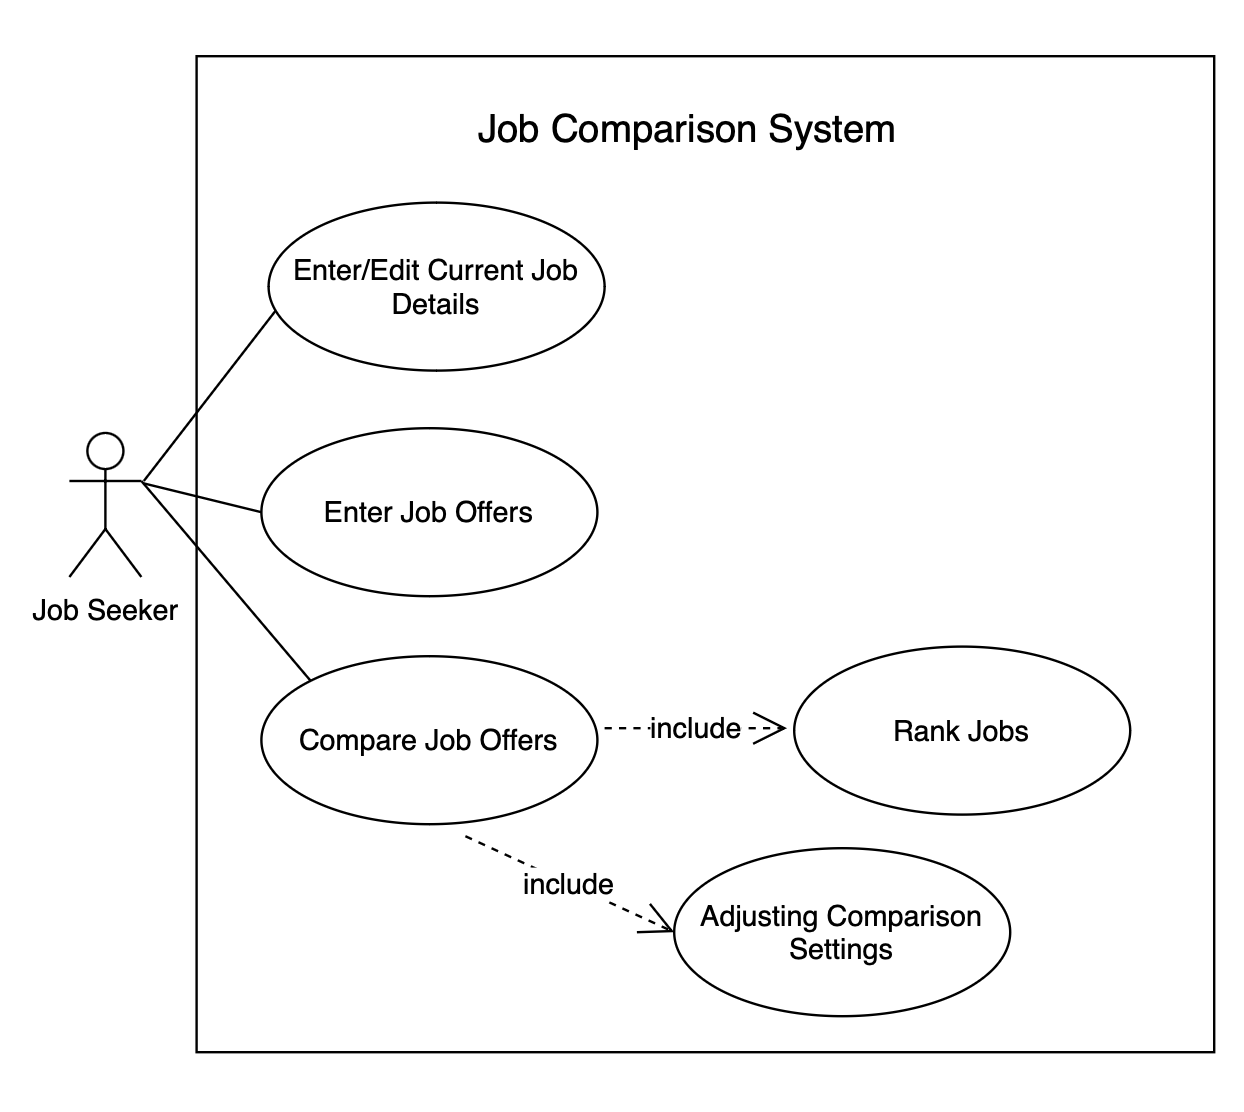 Job Comparison System
Enter/Edit Current Job
Details
Enter Job Offers
Job Seeker
Compare Job Offers
include
Rank Jobs
include
Adjusting Comparison
Settings